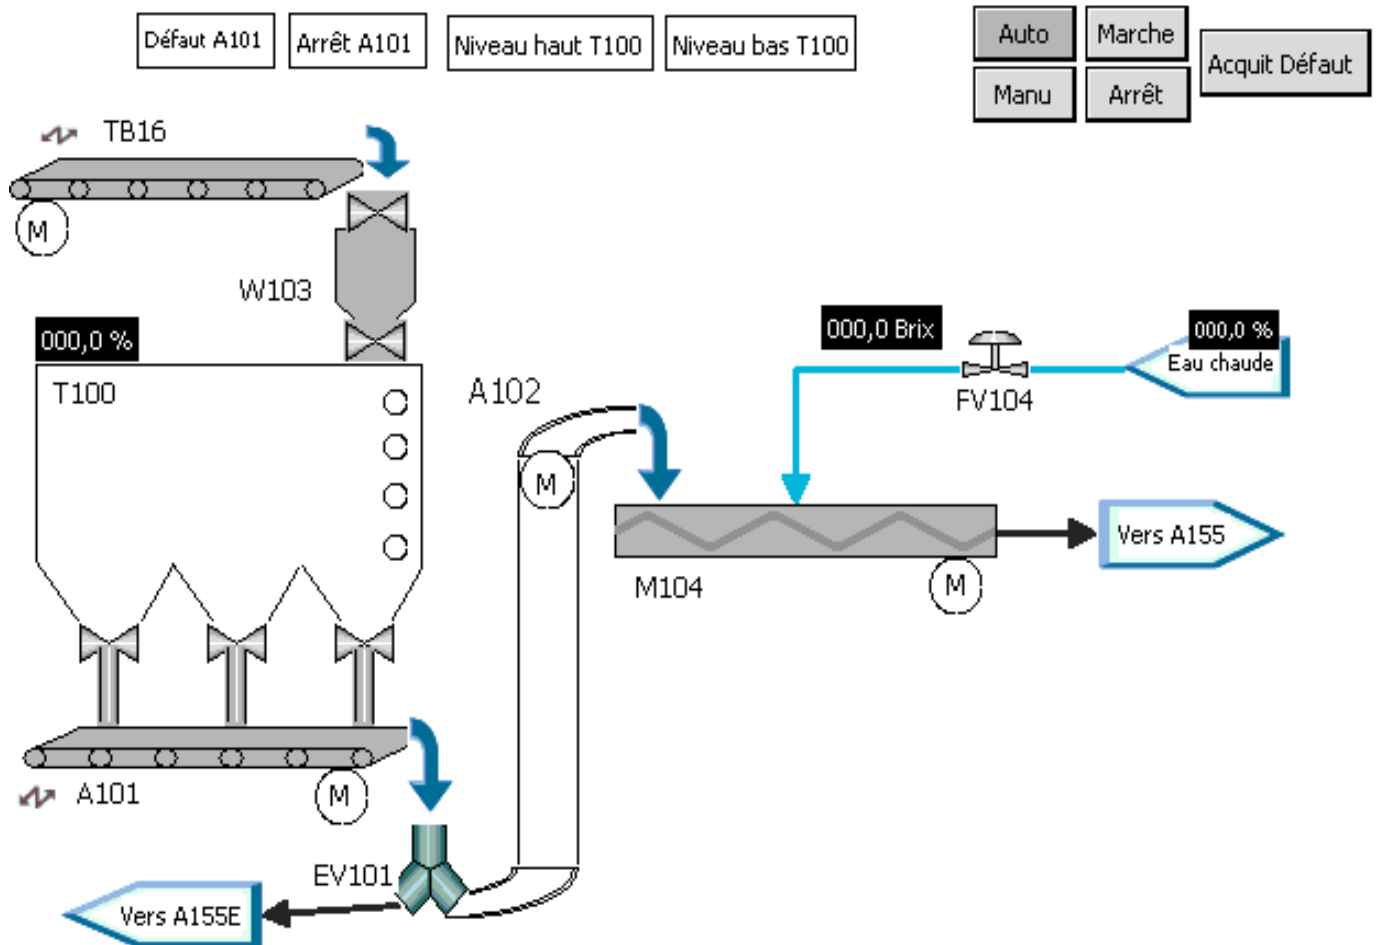 Défaut A101
Arrêt A101
Niveau haut T100
Niveau bas T100
Auto
Marche
Acquit Défaut
Manu
Arrêt
TB16
M
W103
000,0 %
T100
A102
000,0 Brix
000,0 %
Eau chaude
FV104
M
Vers A155
M104
M
A101
M
EV101
Vers A155E